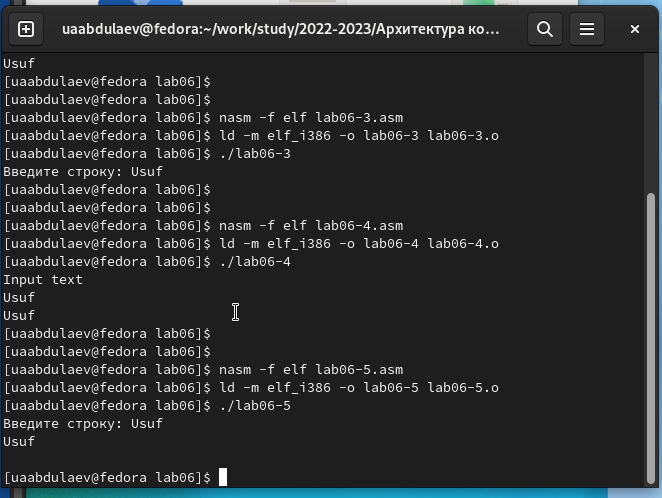 uaabdulaev@fedora:~/work/study/2022-2023/Архитектура ко...
Usuf
[uaabdulaev@fedora lab06]$
[uaabdulaev@fedora lab06]$
[uaabdulaev@fedora lab06]$ nasm -f elf lab06-3.asm
[uaabdulaev@fedora lab06]$ ld -m elf_i386 -o lab06-3 lab06-3.o
[uaabdulaev@fedora lab06]$ ./lab06-3
Введите строку: Usuf
[uaabdulaev@fedora lab06]$
[uaabdulaev@fedora lab06]$
[uaabdulaev@fedora lab06]$ nasm -f elf lab06-4.asm
[uaabdulaev@fedora lab06]$ ld -m elf_i386 -o lab06-4 lab06-4.o
[uaabdulaev@fedora lab06]$ ./lab06-4
Input text
Usuf
Usuf
[uaabdulaev@fedora lab06]$
[uaabdulaev@fedora lab06]$
[uaabdulaev@fedora lab06]$ nasm -f elf lab06-5.asm
[uaabdulaev@fedora lab06]$ ld -m elf_i386 -o lab06-5 lab06-5.o
[uaabdulaev@fedora lab06]$ ./lab06-5
Введите строку: Usuf
Usuf
[uaabdulaev@fedora lab06]$